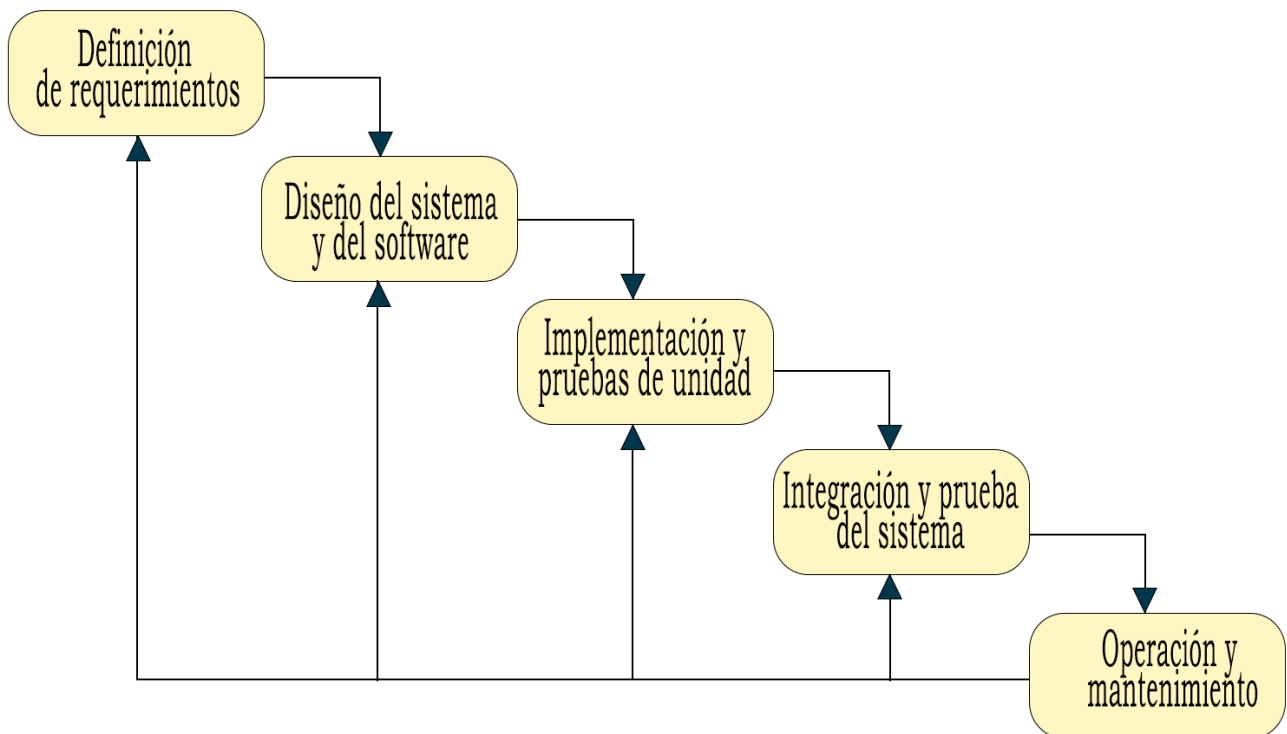 Definición
de requerimientos
Diseño del sistema
y del software
Implementación y
pruebas de unidad
Integración y prueba
del sistema
Operación y
mantenimiento